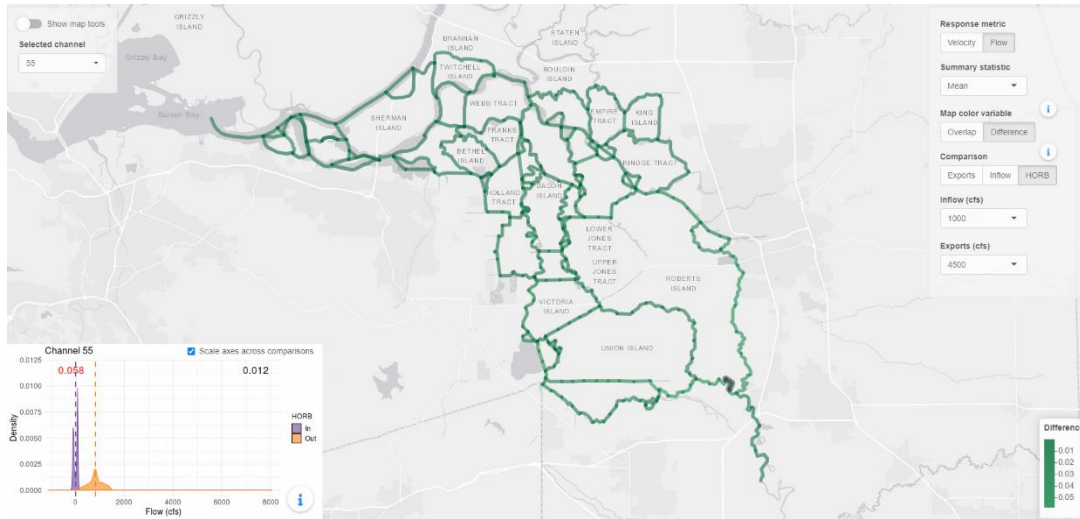 Show map tools
Selected channel
55
GRIZZLY
ISLAND
Grizzly Bay
Suisun Bay
BRANNAN
ISLAND
STATEN
ISLAND
TWITCHELL
ISLAND
BOULDIN
ISLAND
WEBB TRACT
SHERMAN
ISLAND
EMPIRE
TRACT
KING
ISLAND
FRANKS
TRACT
BETHEL
ISLAND
RINDGE TRACT
HOLLAND
TRACT
BACON
ISLAND
LOWER
JONES
TRACT
UPPER
JONES
TRACT
ROBERTS
ISLAND
VICTORIA
ISLAND
UNION ISLAND
Response metric
Velocity Flow
Summary statistic
Mean
Map color variable
i
Overlap Difference
Comparison
i
Exports Inflow HORB
Inflow (cfs)
1000
Exports (cfs)
4500
Channel 55
Scale axes across comparisons
0.0125
0.058 0.012
0.0100
0.0075
0.0050
0.0025
0.0000
Density
HORB
In
Out
0 2000 4000 6000 8000
Flow (cfs)
i
Difference
0.01
0.02
0.03
0.04
0.05